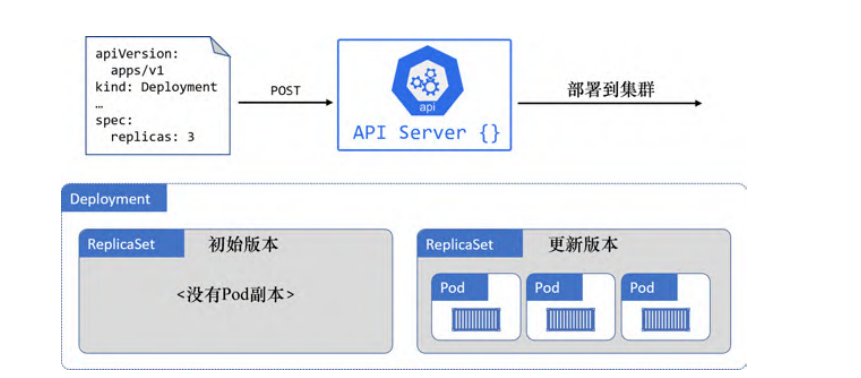 apiVersion:
apps/v1
kind: Deployment
…
spec:
replicas: 3
POST
api
API Server {}
部署到集群
Deployment
ReplicaSet 初始版本
<没有Pod副本>
ReplicaSet 更新版本
Pod Pod Pod